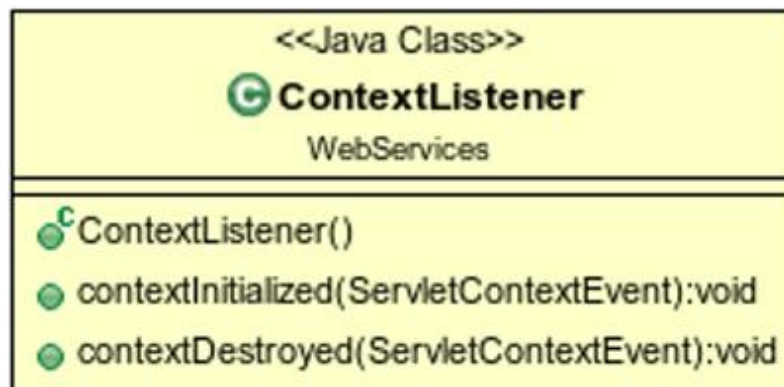 <<Java Class>>
C ContextListener
WebServices
C ContextListener()
contextInitialized(ServletContextEvent):void
contextDestroyed(ServletContextEvent):void